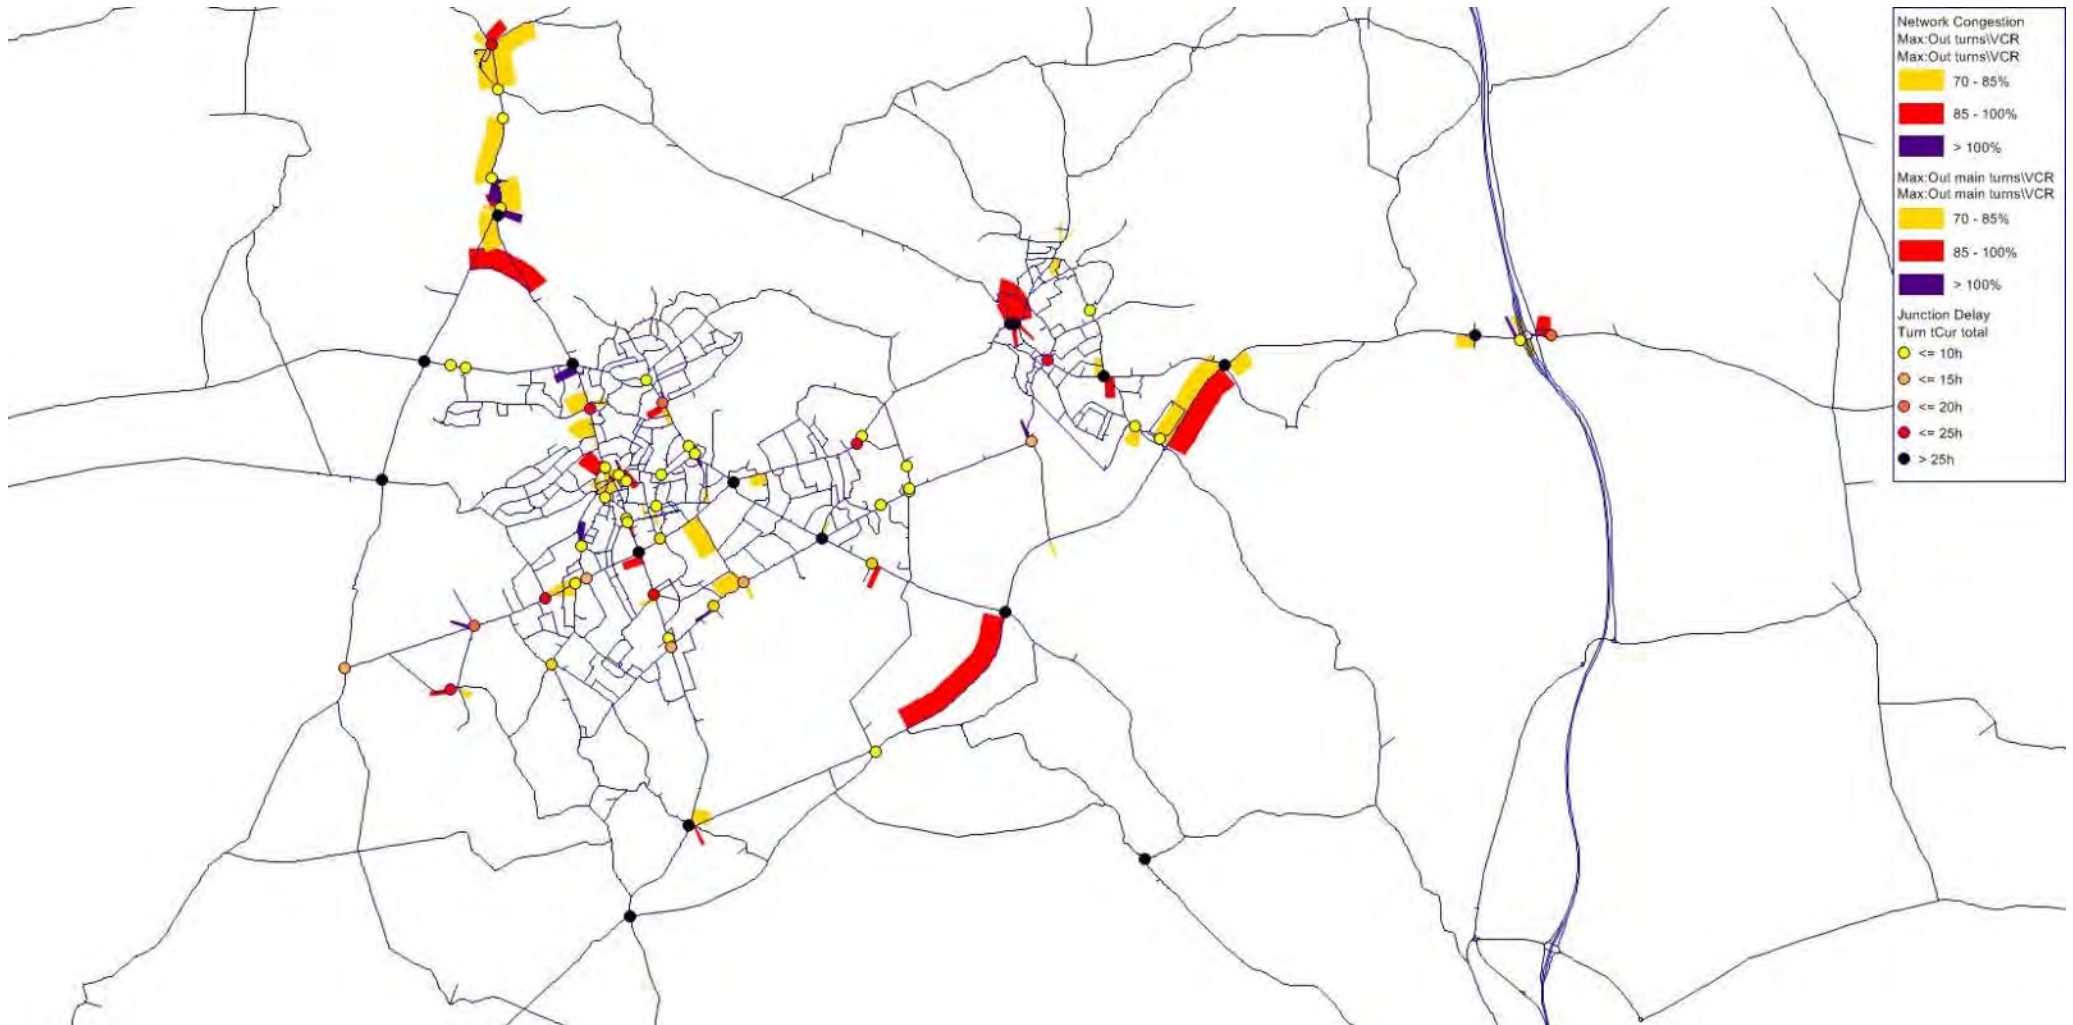 Network Congestion
Max:Out turns\VCR
Max:Out turns\VCR
70 - 85%
85 - 100%
> 100%
Max:Out main turns\VCR
Max:Out main turns\VCR
70 - 85%
85 - 100%
> 100%
Junction Delay
Turn tCur total
<= 10h
<= 15h
<= 20h
<= 25h
> 25h